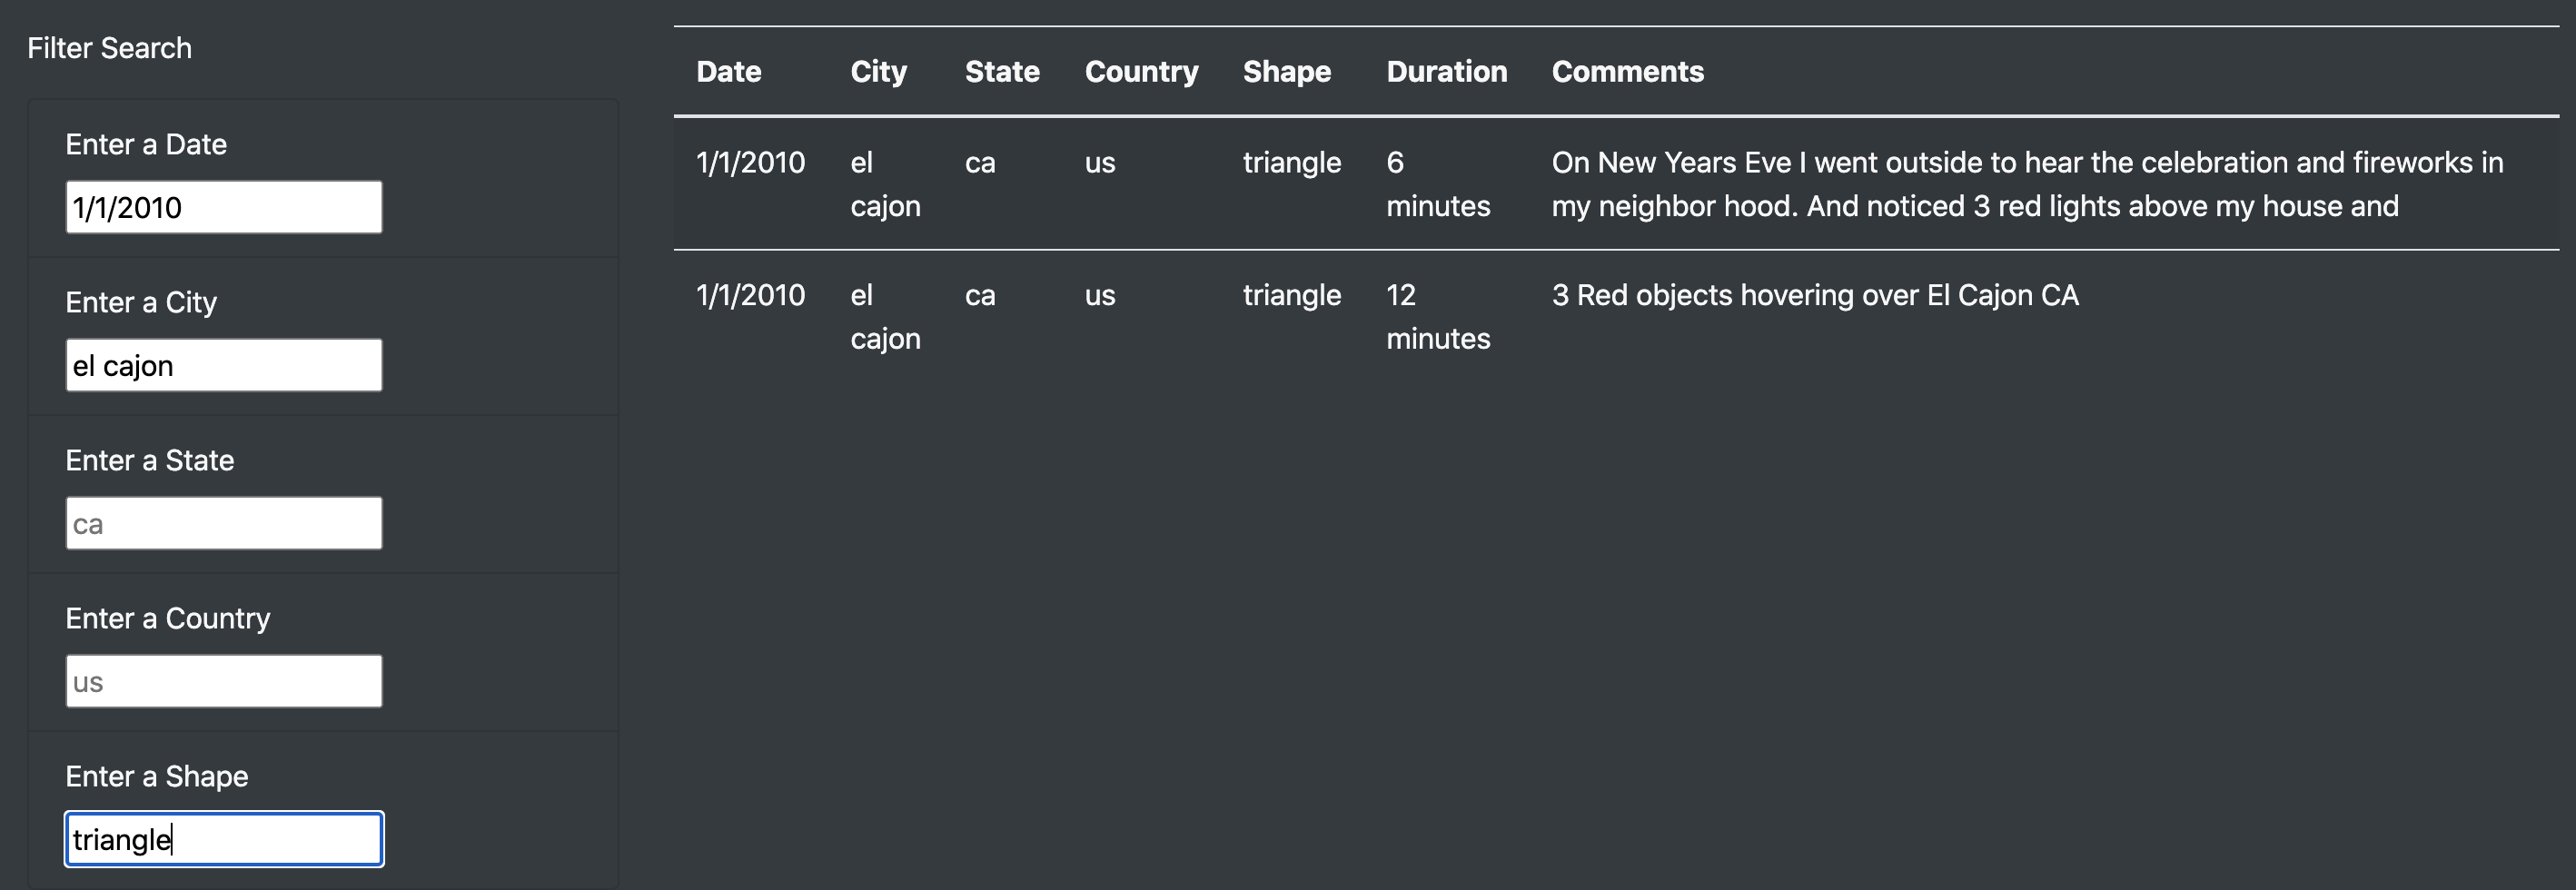 Filter Search
Enter a Date
1/1/2010
Enter a City
el cajon
Enter a State
ca
Enter a Country
us
Enter a Shape
triangle
Date City State Country Shape Duration Comments
1/1/2010 el ca us triangle 6 On New Years Eve I went outside to hear the celebration and fireworks in
cajon minutes my neighbor hood. And noticed 3 red lights above my house and
1/1/2010 el ca us triangle 12 3 Red objects hovering over El Cajon CA
cajon minutes